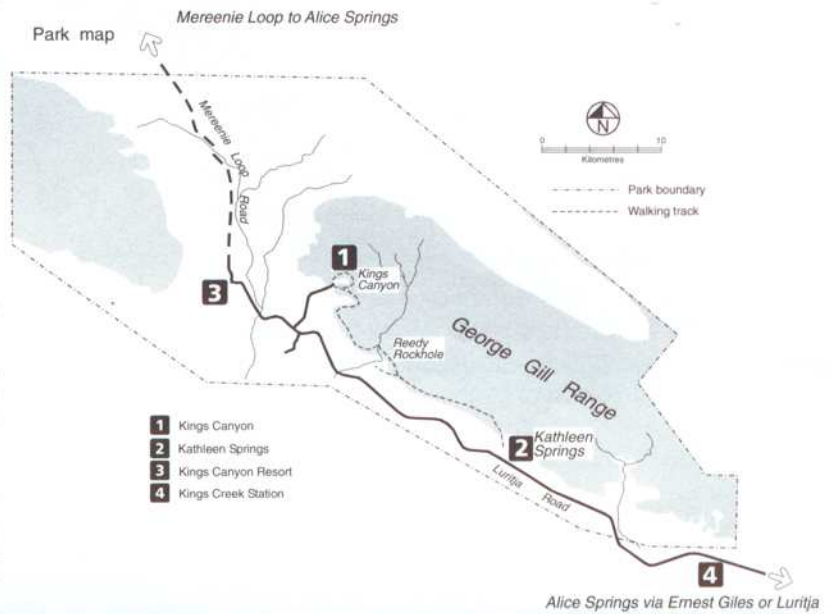 Mereenie Loop to Alice Springs
Park map
Mereenie Loop Road
N
0 10
Kilometres
Park boundary
Walking track
1
Kings
Canyon
3
Reedy
Rockhole
George Gill Range
1 Kings Canyon
2 Kathleen Springs
3 Kings Canyon Resort
4 Kings Creek Station
2 Kathleen
Springs
Luritja Road
4
Alice Springs via Ernest Giles or Luritja